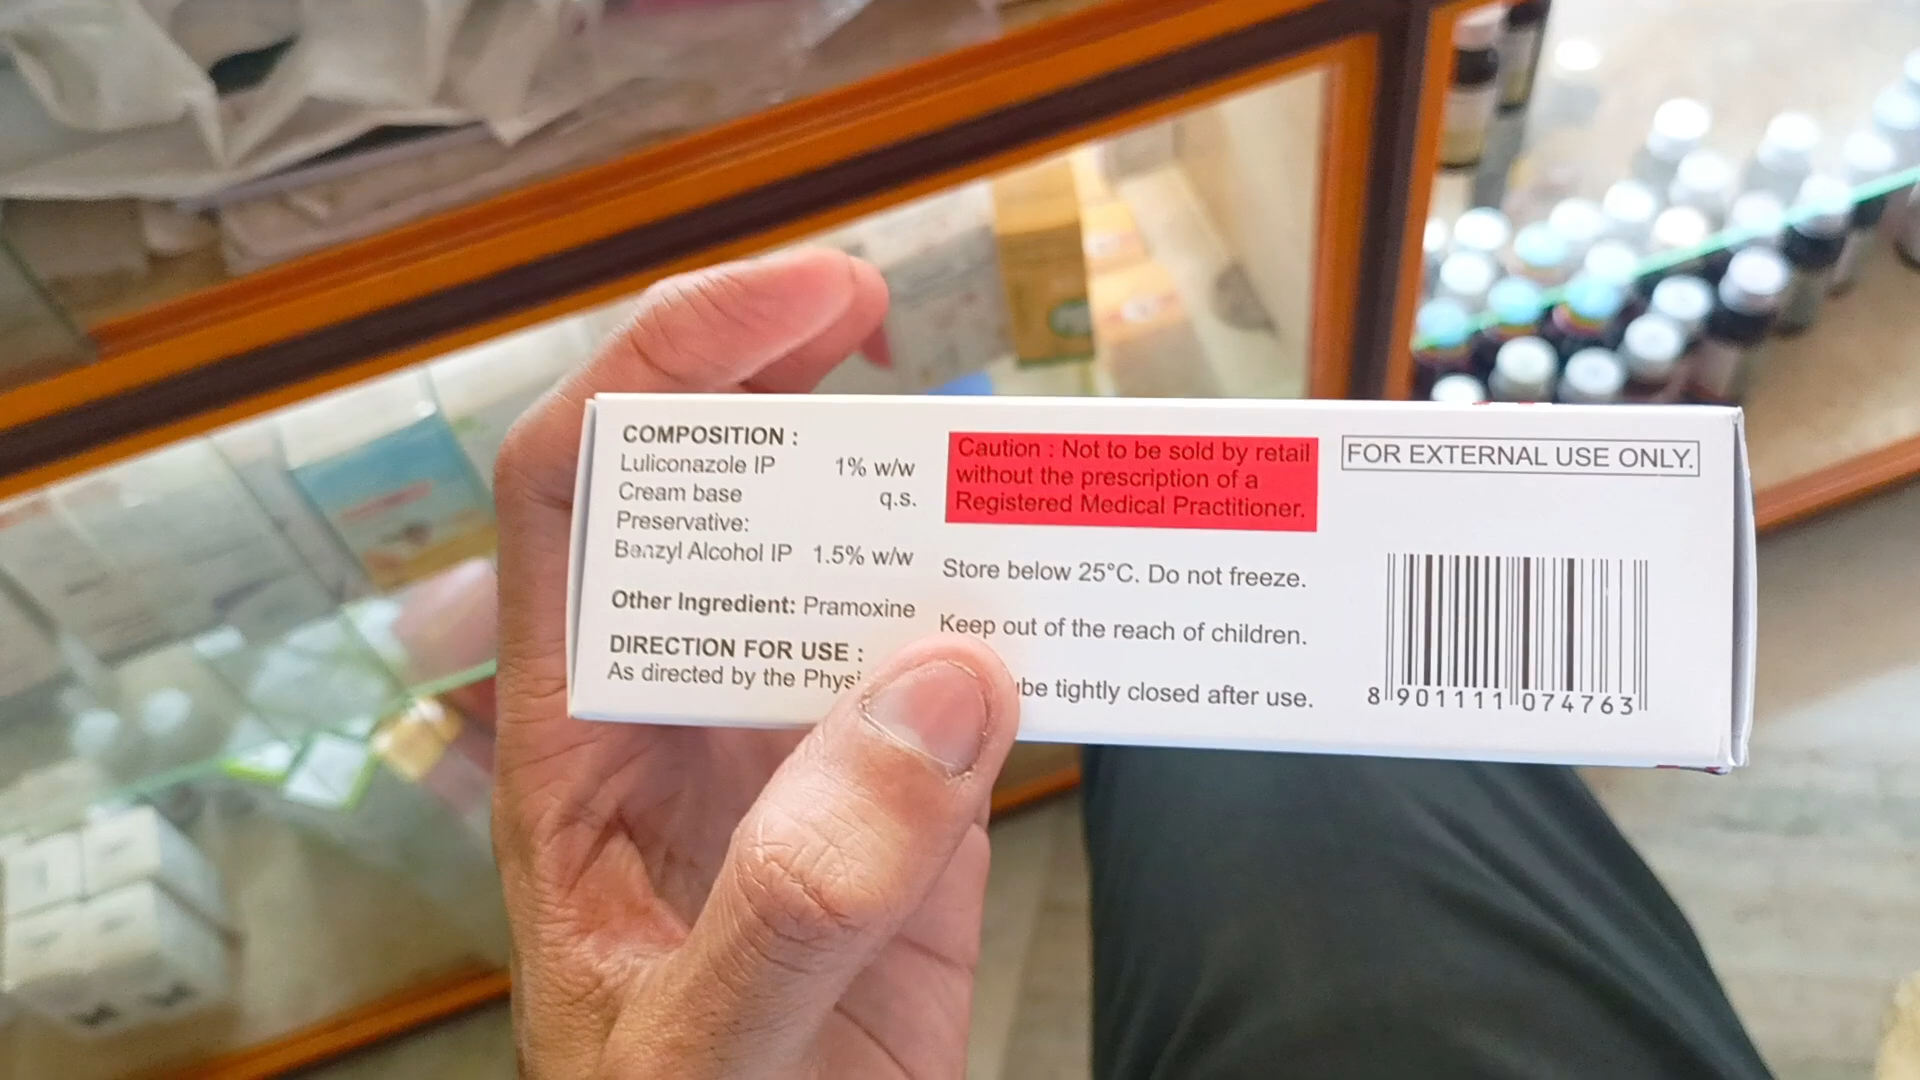 COMPOSITION :
Luliconazole IP 1% w/w
Cream base q.s.
Preservative:
Benzyl Alcohol IP 1.5% w/w
Other Ingredient: Pramoxine
DIRECTION FOR USE :
As directed by the
Caution : Not to be sold by retail
without the prescription of a
Registered Medical Practitioner.
Store below 25°C. Do not freeze.
Keep out of the reach of children.
tightly closed after use.
FOR EXTERNAL USE ONLY.
8 901111 074763